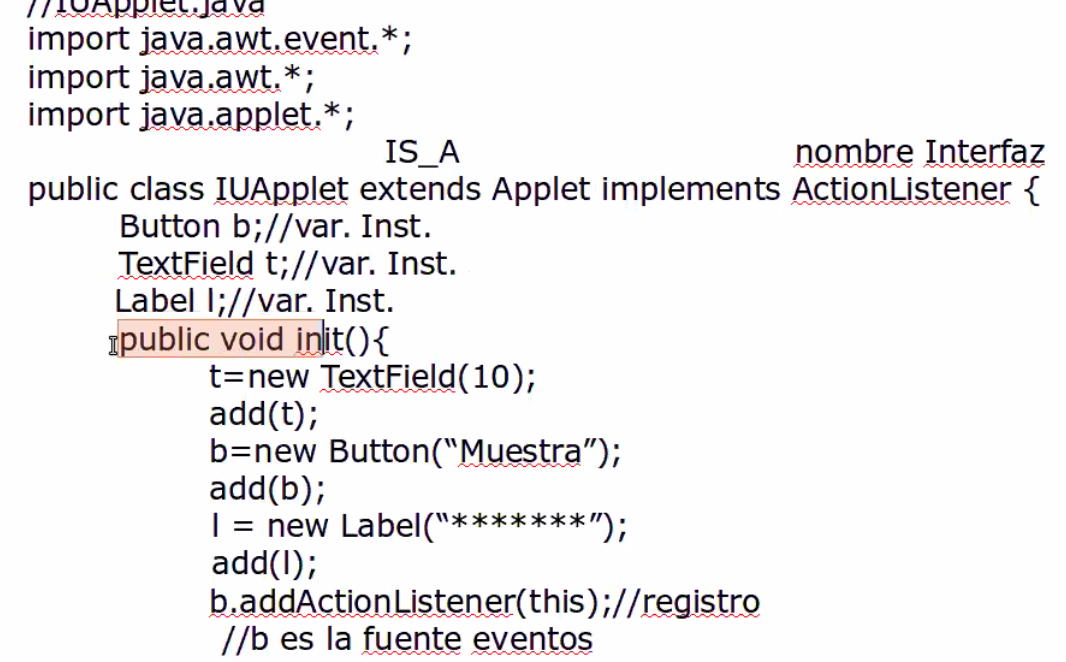 //IUApplet.java
import java.awt.event.*;
import java.awt.*;
import java.applet.*;
IS_A nombre Interfaz
public class IUApplet extends Applet implements ActionListener {
Button b;//var. Inst.
TextField t;//var. Inst.
Label l;//var. Inst.
public void init(){
t=new TextField(10);
add(t);
b=new Button(“Muestra”);
add(b);
l = new Label(“*******”);
add(l);
b.addActionListener(this);//registro
//b es la fuente eventos